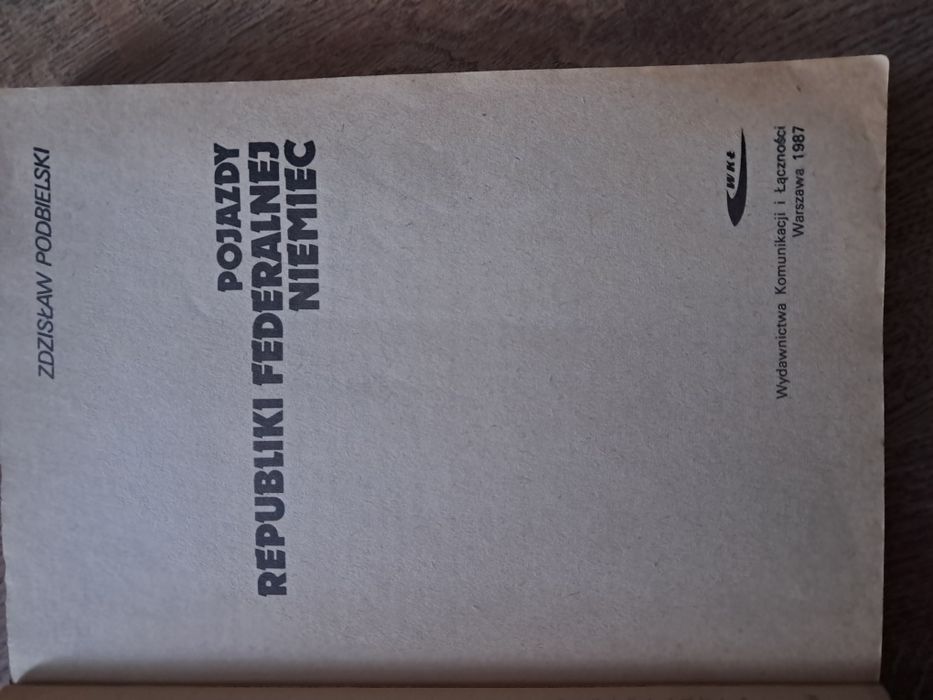 ZDZISŁAW PODBIELSKI
POJAZDY
REPUBLIKI FEDERALNEJ
NIEMIEC
WKŁ
Wydawnictwa Komunikacji i Łączności
Warszawa 1987